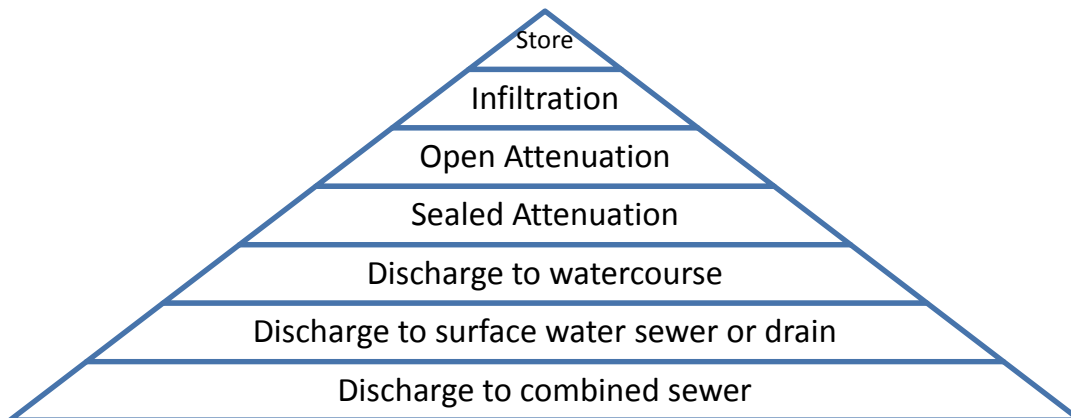 Store
Infiltration
Open Attenuation
Sealed Attenuation
Discharge to watercourse
Discharge to surface water sewer or drain
Discharge to combined sewer